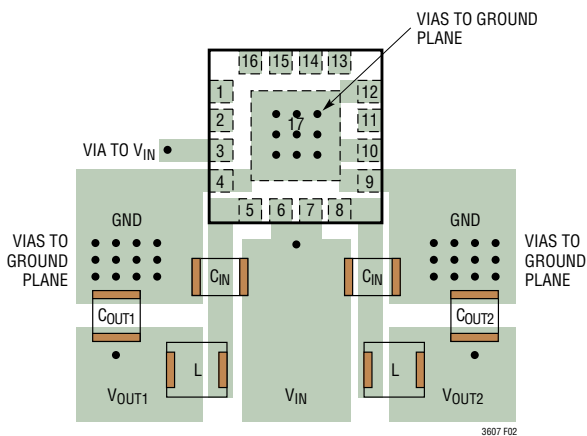 VIAS TO GROUND
PLANE
16 15 14 13
1
12
2
11
17
VIA TO VIN
3
10
4
9
5 6 7 8
GND
GND
VIAS TO
GROUND
PLANE
VIAS TO
GROUND
PLANE
CIN
CIN
COUT1
COUT2
L
L
VOUT1
VIN
VOUT2
3607 F02